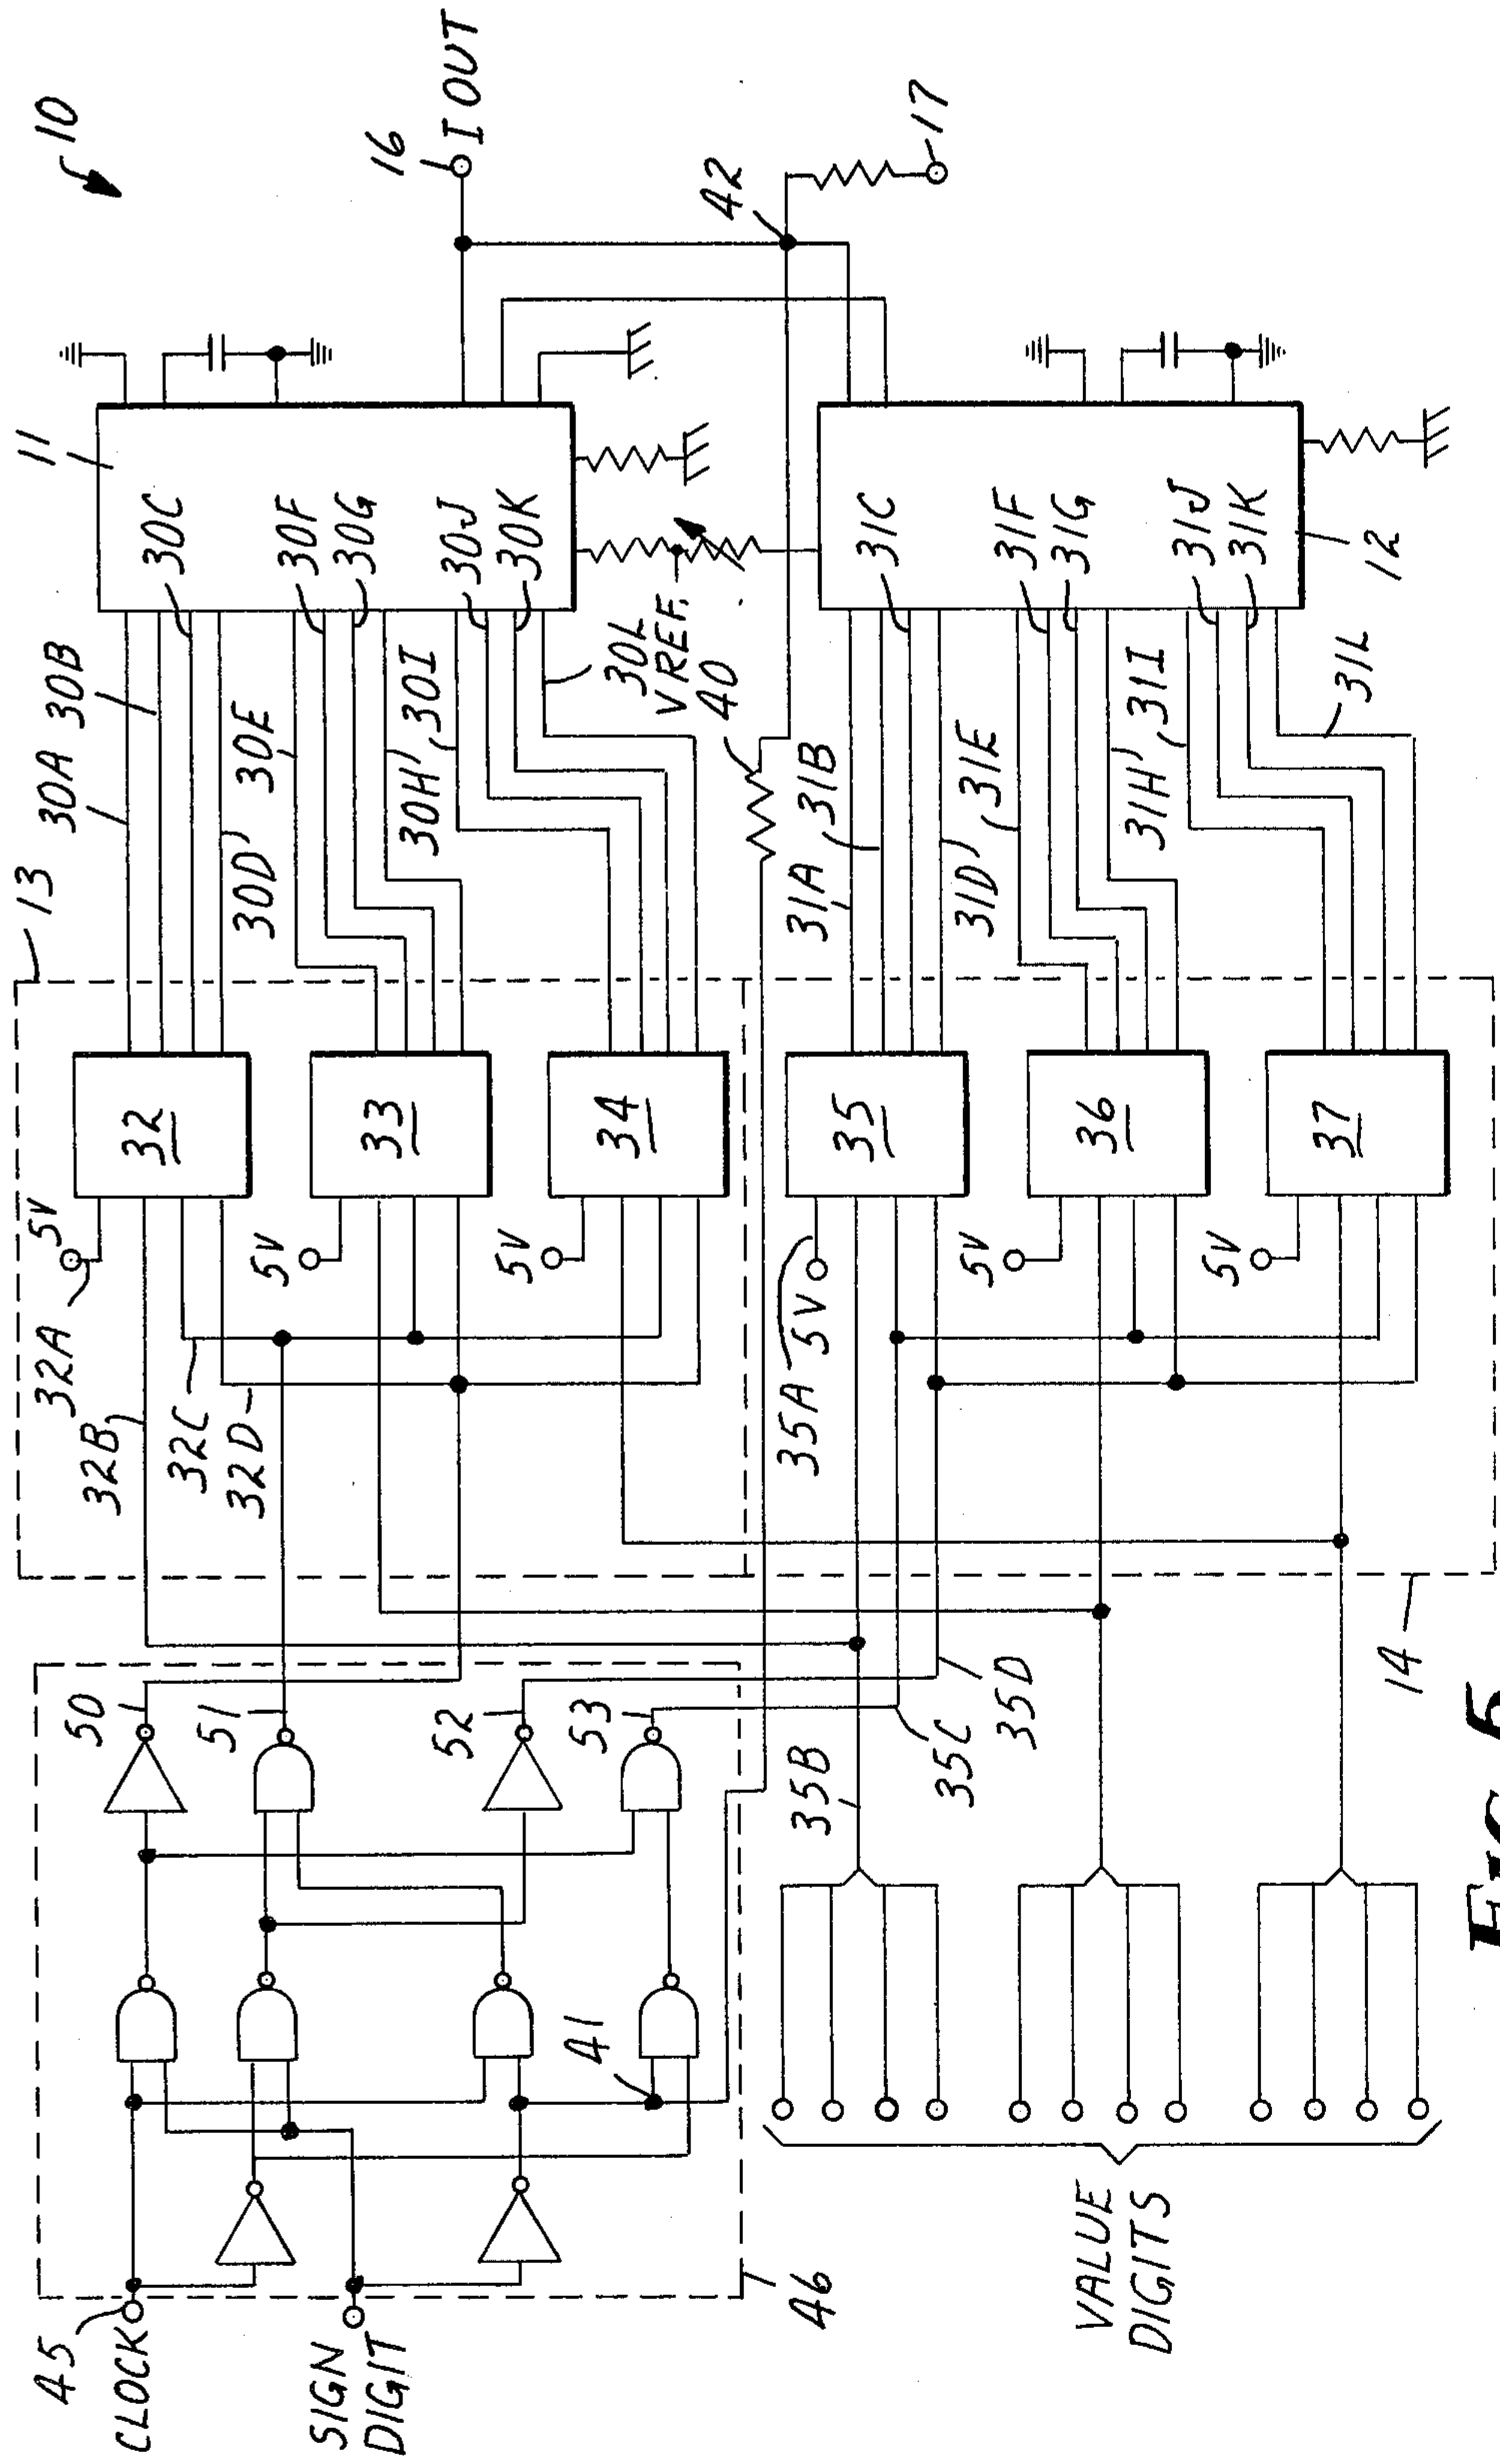 10
11
16
I OUT
42
17
13
30A
30B
30C
30D
30E
30F
30G
30H
30I
30J
30K
30L
V REF.
40
31A
31B
31C
31D
31E
31F
31G
31H
31I
31J
31K
31L
12
32
33
34
35
36
37
5V
5V
5V
5V
5V
5V
32A
32B
32C
32D
35A
35B
35C
35D
14
50
51
52
53
41
45
CLOCK
SIGN
DIGIT
46
VALUE
DIGITS
FIG. 5